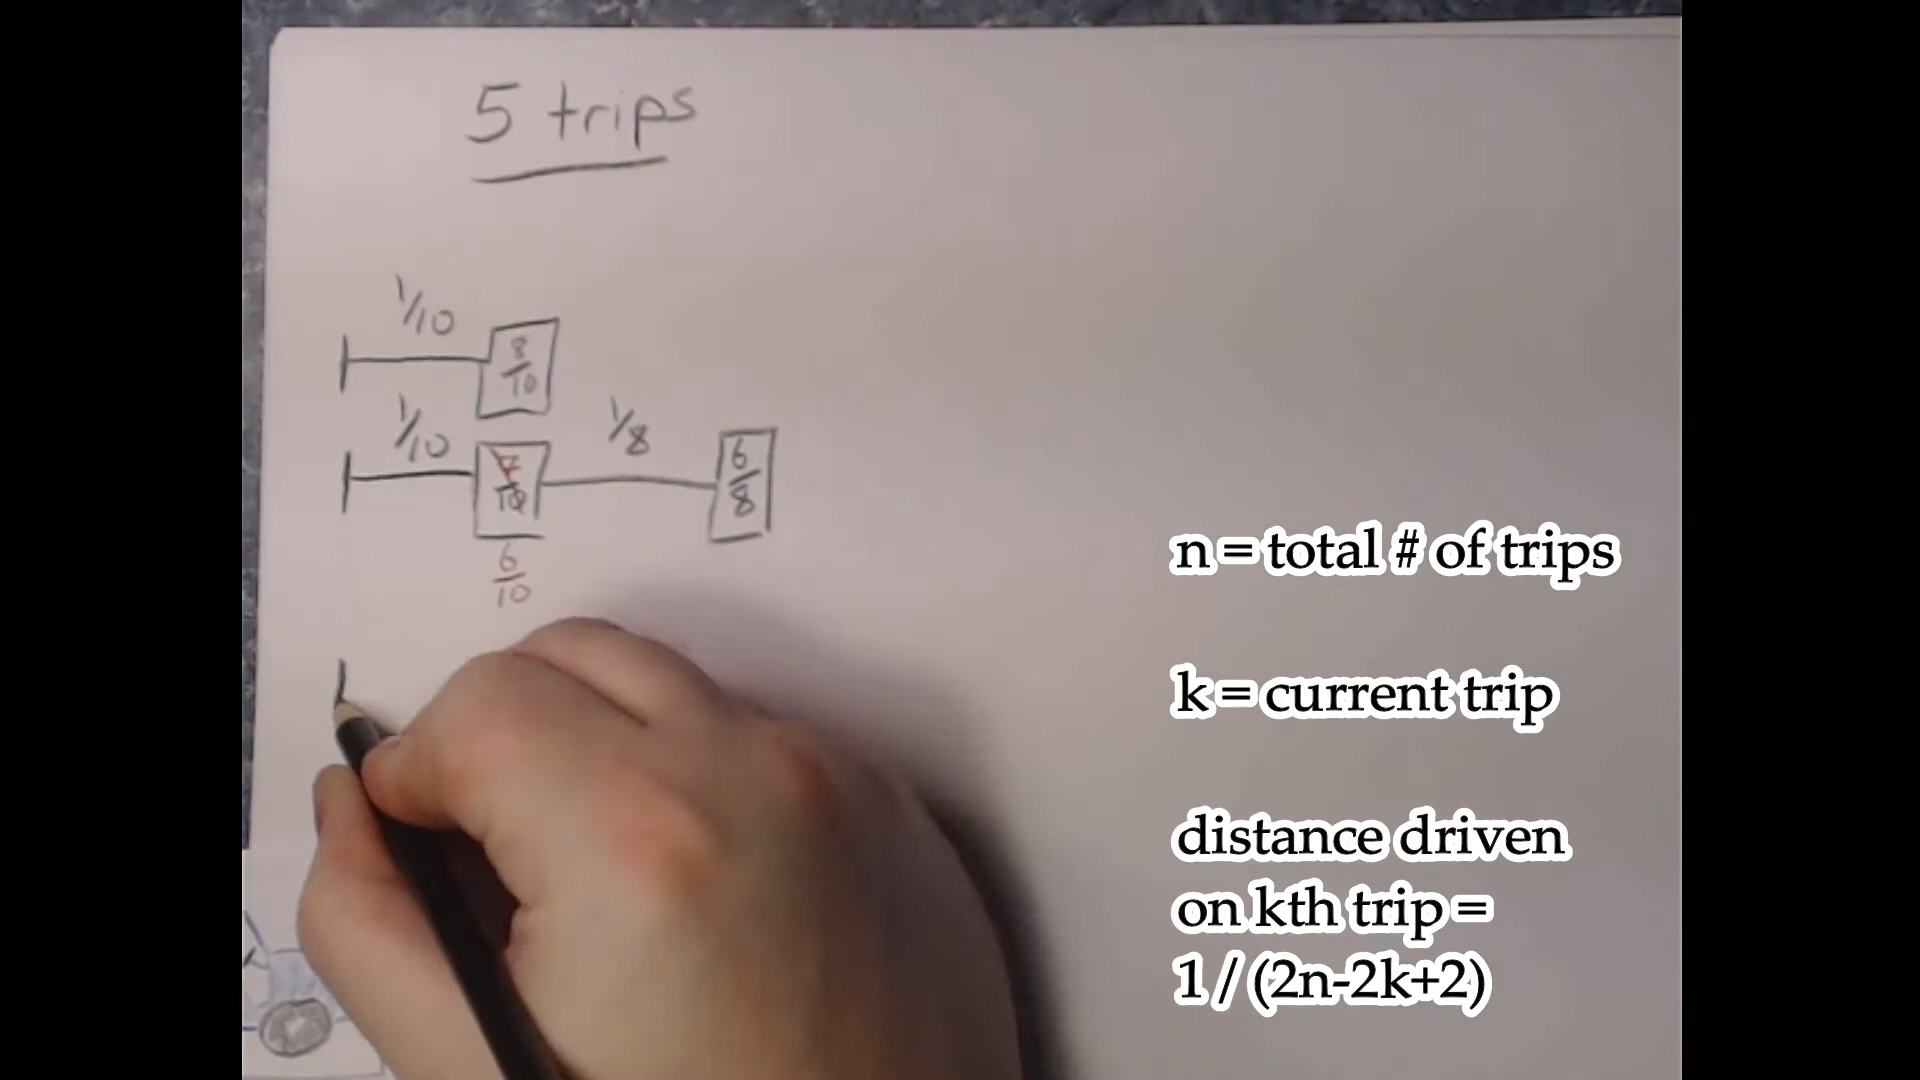 5 trips
1/10
8/10
1/10
7/10
1/8
6/8
6/10
n = total # of trips
k = current trip
distance driven
on kth trip =
1 / (2n-2k+2)